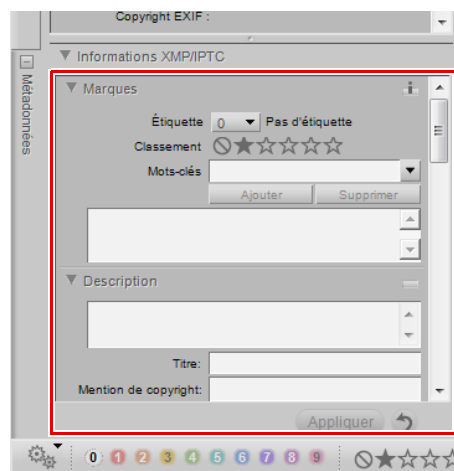 Copyright EXIF :
Informations XMP/IPTC
Métadonnées
Marques
Étiquette 0 Pas d'étiquette
Classement
Mots-clés
Ajouter Supprimer
Description
Titre:
Mention de copyright:
Appliquer
0 1 2 3 4 5 6 7 8 9